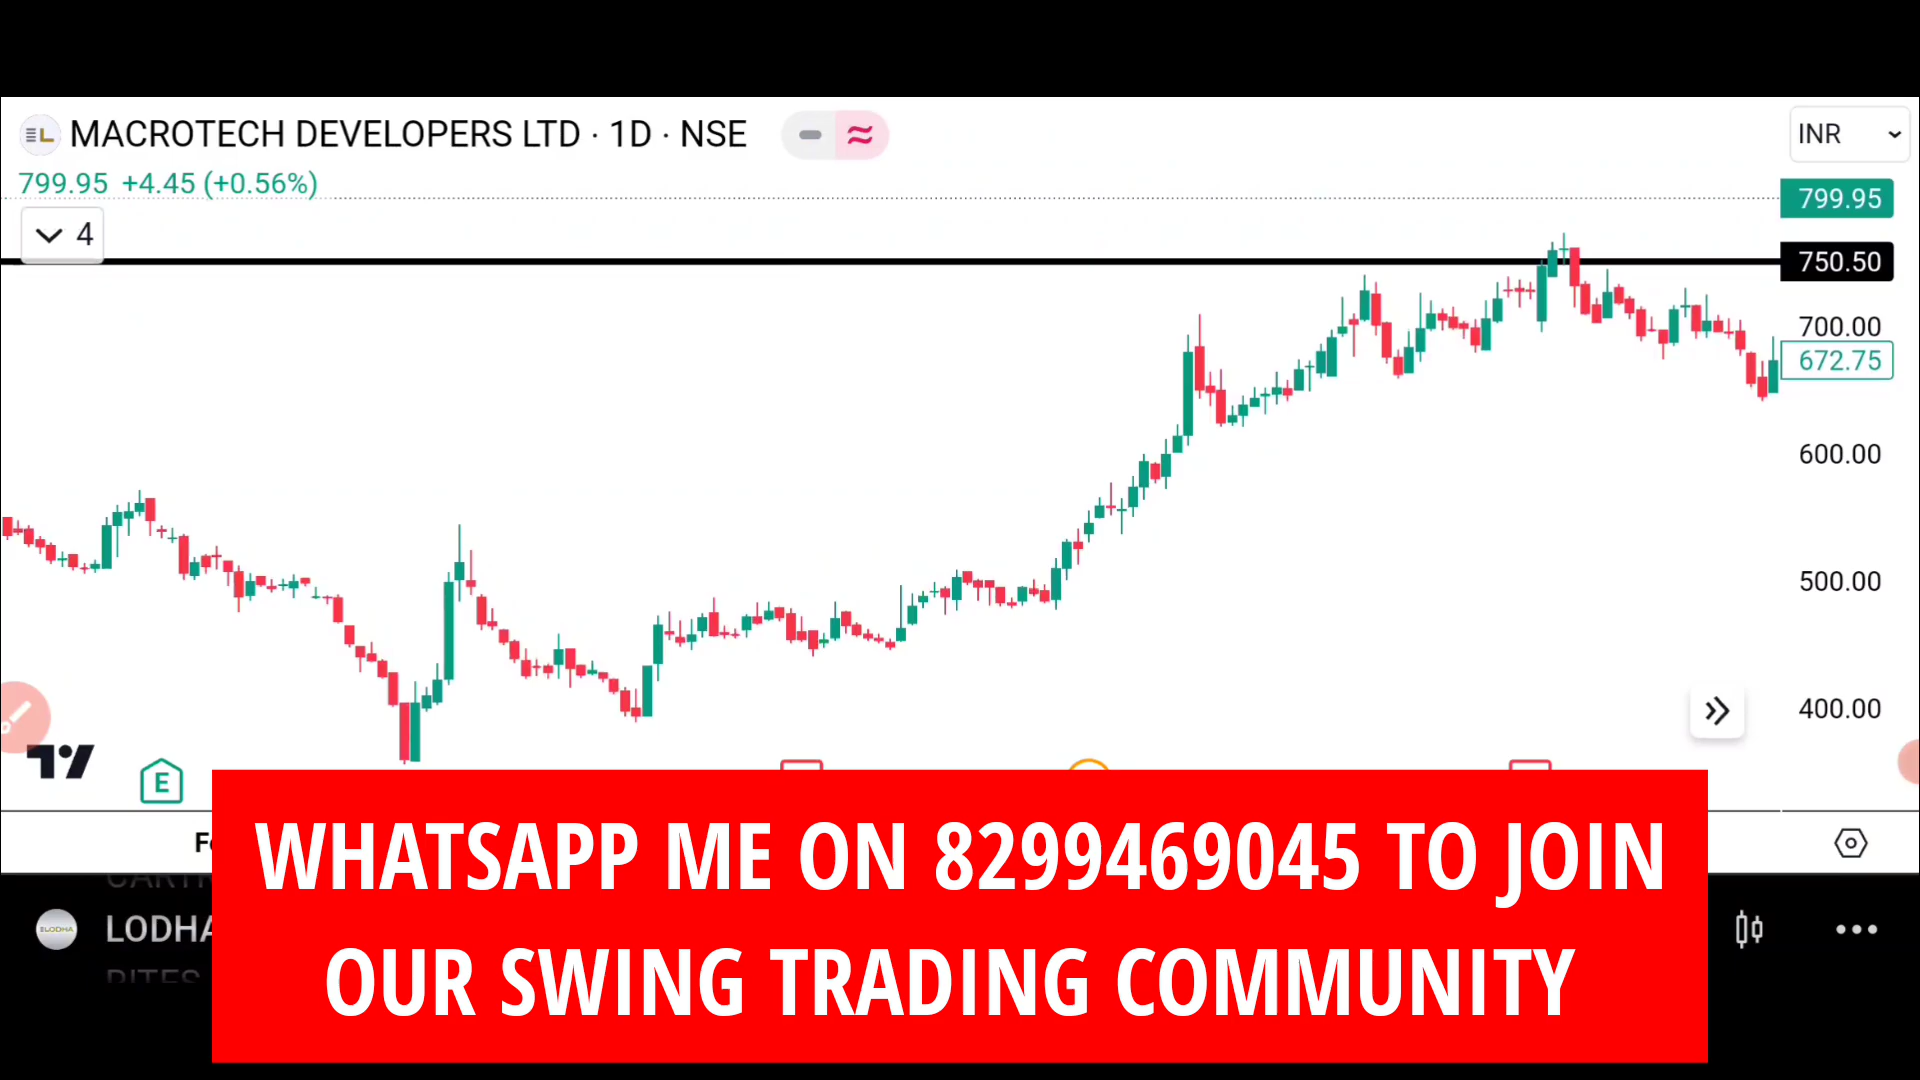 MACROTECH DEVELOPERS LTD · 1D · NSE
INR
799.95 +4.45 (+0.56%)
799.95
4
750.50
700.00
672.75
600.00
500.00
400.00
E
WHATSAPP ME ON 8299469045 TO JOIN
OUR SWING TRADING COMMUNITY
LODHA
RITES